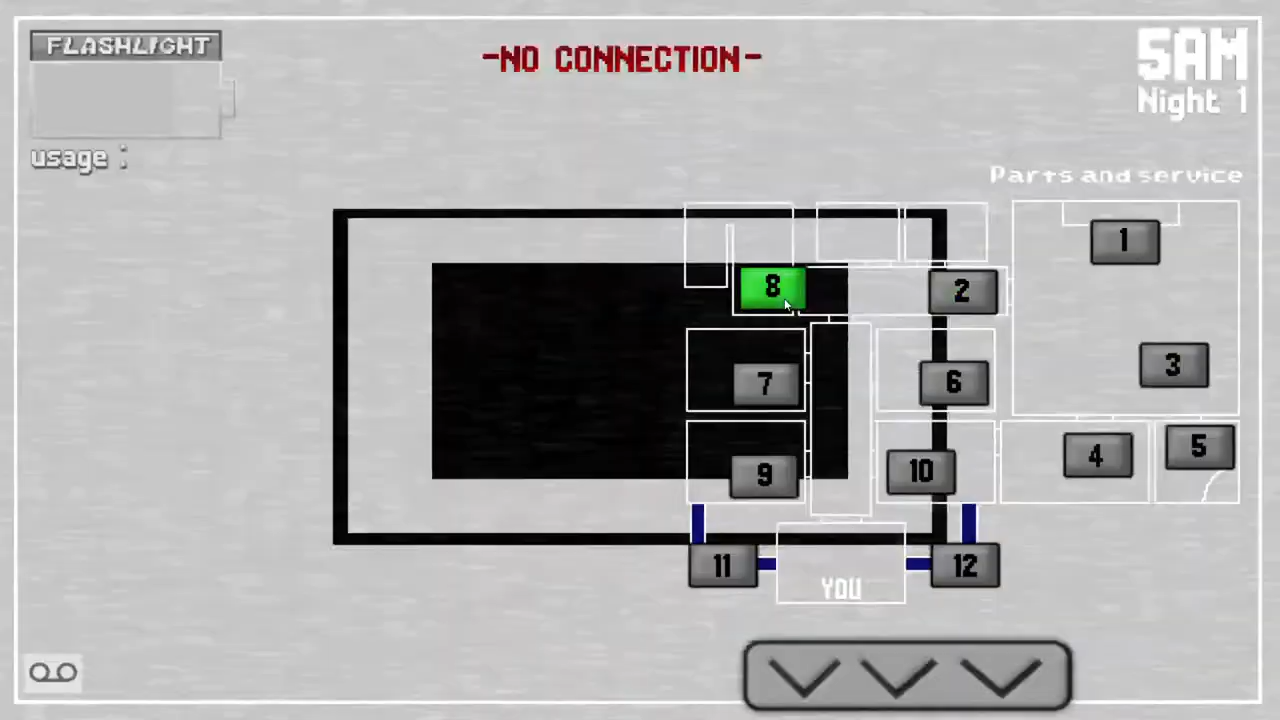 FLASHLIGHT
-NO CONNECTION-
5AM
Night 1
usage :
Parts and service
1
8
2
7
6
3
9
10
4
5
11
12
YOU